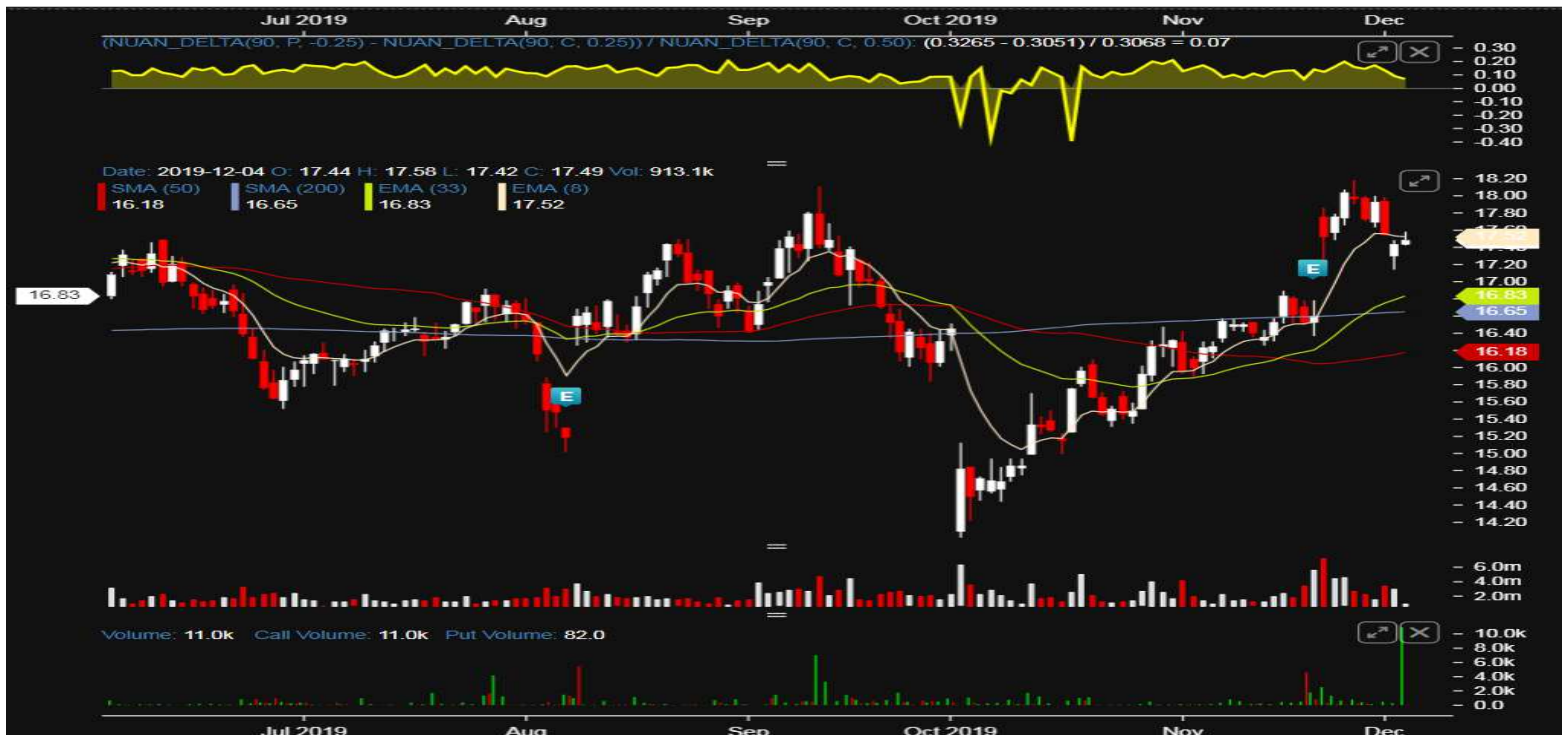 Jul 2019 Aug Sep Oct 2019 Nov Dec
(NUAN_DELTA(90, P, -0.25) - NUAN_DELTA(90, C, 0.25)) / NUAN_DELTA(90, C, 0.50): (0.3265 - 0.3051) / 0.3068 = 0.07
0.30
0.20
0.10
0.00
-0.10
-0.20
-0.30
-0.40
Date: 2019-12-04 O: 17.44 H: 17.58 L: 17.42 C: 17.49 Vol: 913.1k
SMA (50) SMA (200) EMA (33) EMA (8)
16.18 16.65 16.83 17.52
18.20
18.00
17.80
17.60
17.40
17.20
17.00
16.83
16.83
16.65
16.40
16.18
16.00
15.80
15.60
15.40
15.20
15.00
14.80
14.60
14.40
14.20
E
E
6.0m
4.0m
2.0m
Volume: 11.0k Call Volume: 11.0k Put Volume: 82.0
10.0k
8.0k
6.0k
4.0k
2.0k
0.0
Jul 2019 Aug Sep Oct 2019 Nov Dec